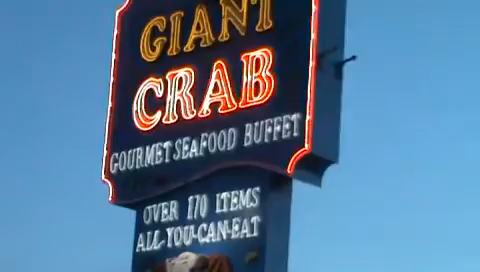 GIANT
CRAB
GOURMET SEAFOOD BUFFET
OVER 170 ITEMS
ALL-YOU-CAN-EAT